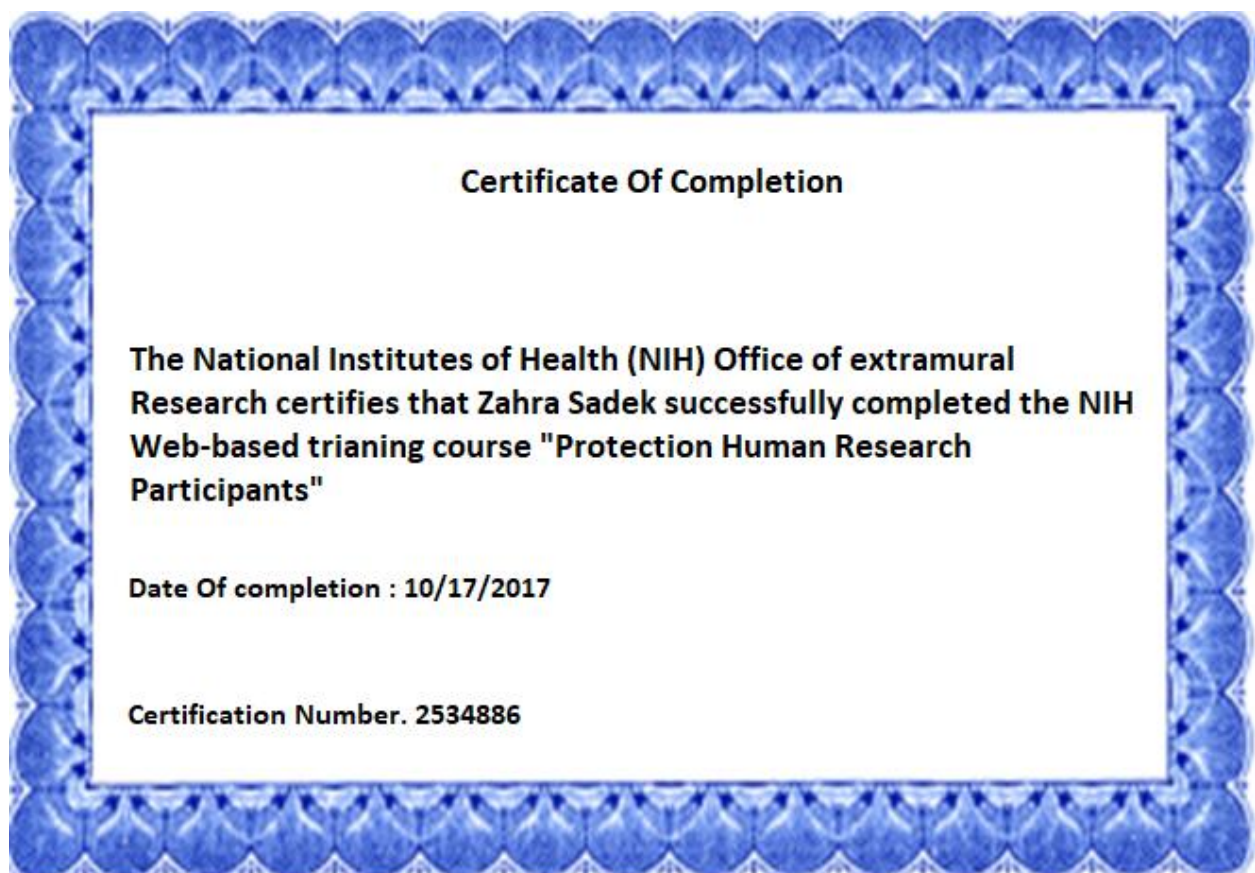 Certificate Of Completion
The National Institutes of Health (NIH) Office of extramural
Research certifies that Zahra Sadek successfully completed the NIH
Web-based trianing course "Protection Human Research
Participants"
Date Of completion : 10/17/2017
Certification Number. 2534886